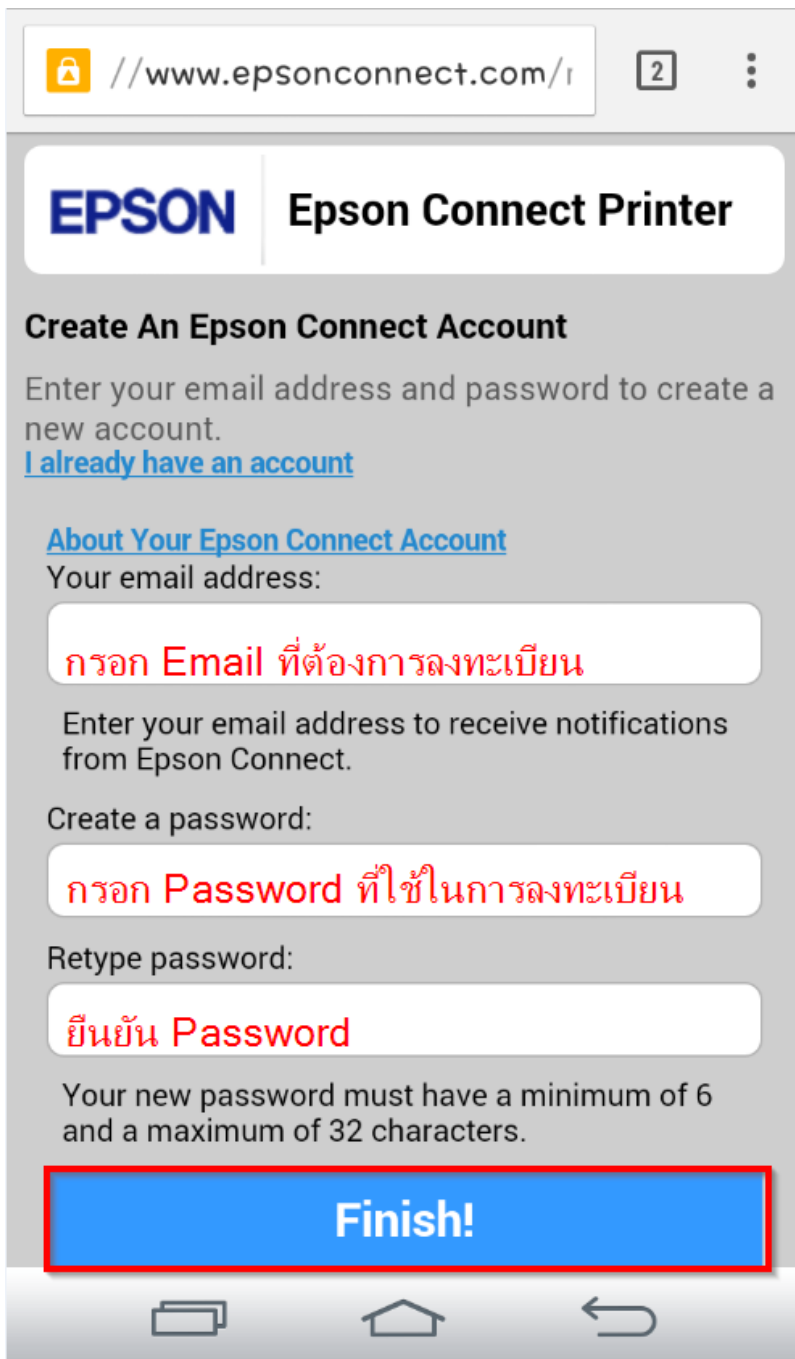 //www.epsonconnect.com/r
2
EPSON
Epson Connect Printer
Create An Epson Connect Account
Enter your email address and password to create a
new account.
I already have an account
About Your Epson Connect Account
Your email address:
กรอก Email ที่ต้องการลงทะเบียน
Enter your email address to receive notifications
from Epson Connect.
Create a password:
กรอก Password ที่ใช้ในการลงทะเบียน
Retype password:
ยืนยัน Password
Your new password must have a minimum of 6
and a maximum of 32 characters.
Finish!